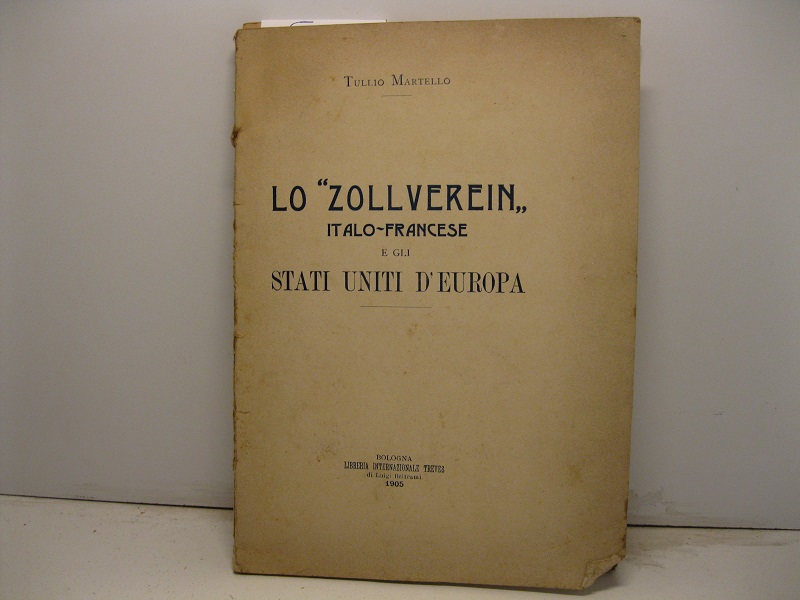 Tullio Martello
LO “ZOLLVEREIN„
ITALO-FRANCESE
E GLI
STATI UNITI D'EUROPA
BOLOGNA
LIBRERIA INTERNAZIONALE TREVES
di Luigi Beltrami
1905